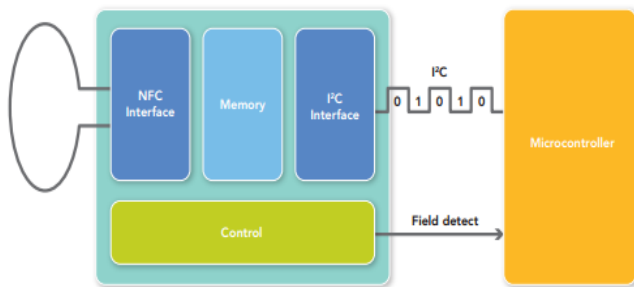 NFC
Interface
Memory
I²C
Interface
I²C
0 1 0 1 0
Microcontroller
Control
Field detect